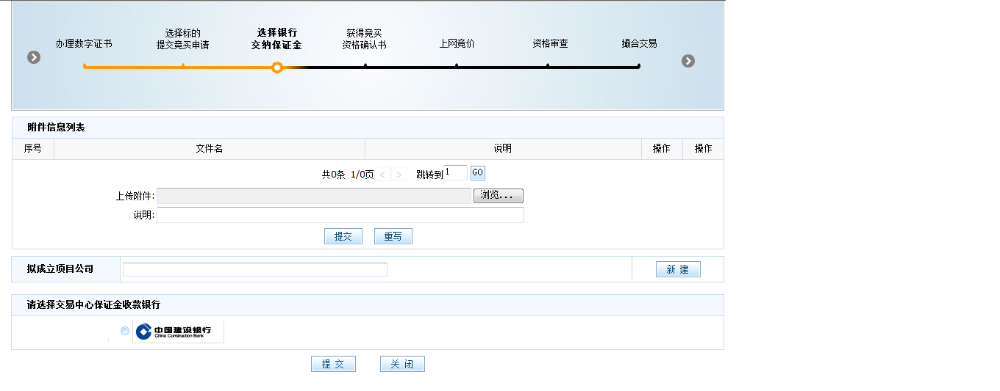 办理数字证书
选择标的
提交竞买申请
选择银行
交纳保证金
获得竞买
资格确认书
上网竞价
资格审查
撮合交易
附件信息列表
序号 文件名 说明 操作 操作
共0条 1/0页 < > 跳转到 1 GO
上传附件: 浏览...
说明:
提交 重写
拟成立项目公司 新 建
请选择交易中心保证金收款银行
中国建设银行
China Construction Bank
提 交 关 闭